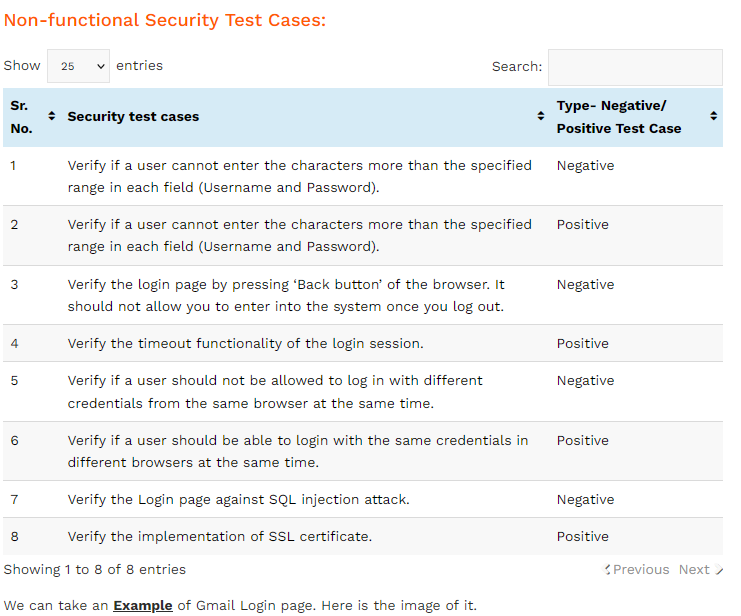 Non-functional Security Test Cases:
Show 25 entries Search:
Sr. No. Security test cases Type- Negative/ Positive Test Case
1 Verify if a user cannot enter the characters more than the specified Negative
range in each field (Username and Password).
2 Verify if a user cannot enter the characters more than the specified Positive
range in each field (Username and Password).
3 Verify the login page by pressing ‘Back button’ of the browser. It Negative
should not allow you to enter into the system once you log out.
4 Verify the timeout functionality of the login session. Positive
5 Verify if a user should not be allowed to log in with different Negative
credentials from the same browser at the same time.
6 Verify if a user should be able to login with the same credentials in Positive
different browsers at the same time.
7 Verify the Login page against SQL injection attack. Negative
8 Verify the implementation of SSL certificate. Positive
Showing 1 to 8 of 8 entries Previous Next
We can take an Example of Gmail Login page. Here is the image of it.